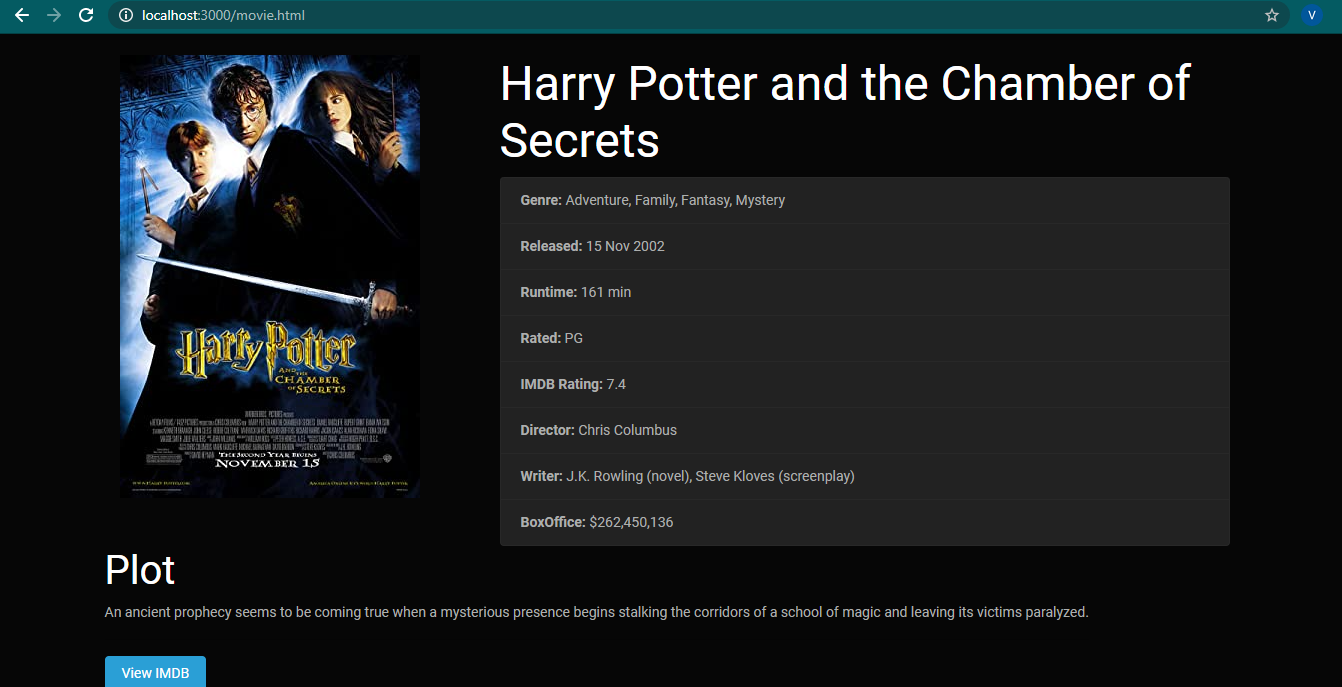 localhost:3000/movie.html
V
Harry Potter and the Chamber of
Secrets
Genre: Adventure, Family, Fantasy, Mystery
Released: 15 Nov 2002
Runtime: 161 min
Rated: PG
IMDB Rating: 7.4
Director: Chris Columbus
Writer: J.K. Rowling (novel), Steve Kloves (screenplay)
BoxOffice: $262,450,136
Harry Potter
AND THE
CHAMBER
OF SECRETS
THE SECOND YEAR BEGINS
NOVEMBER 15
Plot
An ancient prophecy seems to be coming true when a mysterious presence begins stalking the corridors of a school of magic and leaving its victims paralyzed.
View IMDB